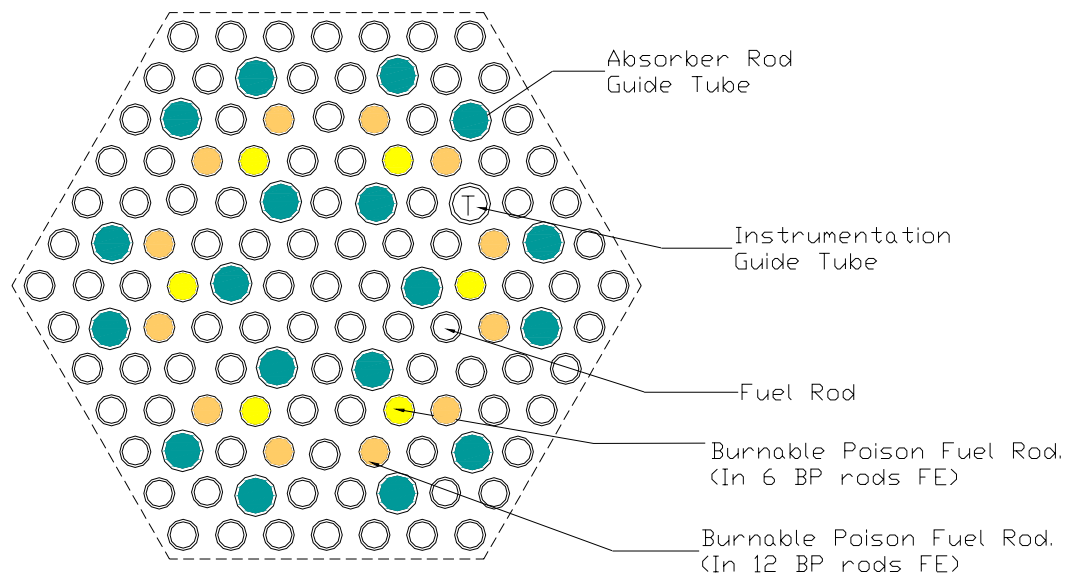 Absorber Rod
Guide Tube
T
Instrumentation
Guide Tube
Fuel Rod
Burnable Poison Fuel Rod.
(In 6 BP rods FE)
Burnable Poison Fuel Rod.
(In 12 BP rods FE)